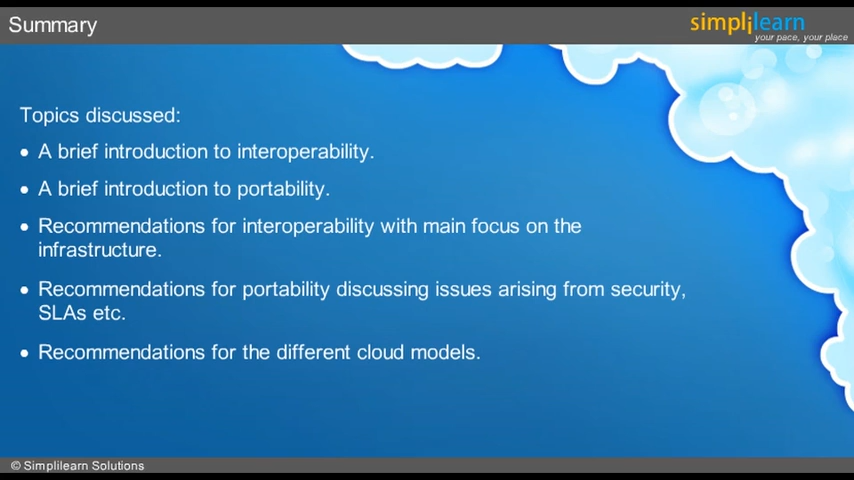 Summary
simplilearn
your pace, your place
Topics discussed:
• A brief introduction to interoperability.
• A brief introduction to portability.
• Recommendations for interoperability with main focus on the
infrastructure.
• Recommendations for portability discussing issues arising from security,
SLAs etc.
• Recommendations for the different cloud models.
© Simplilearn Solutions